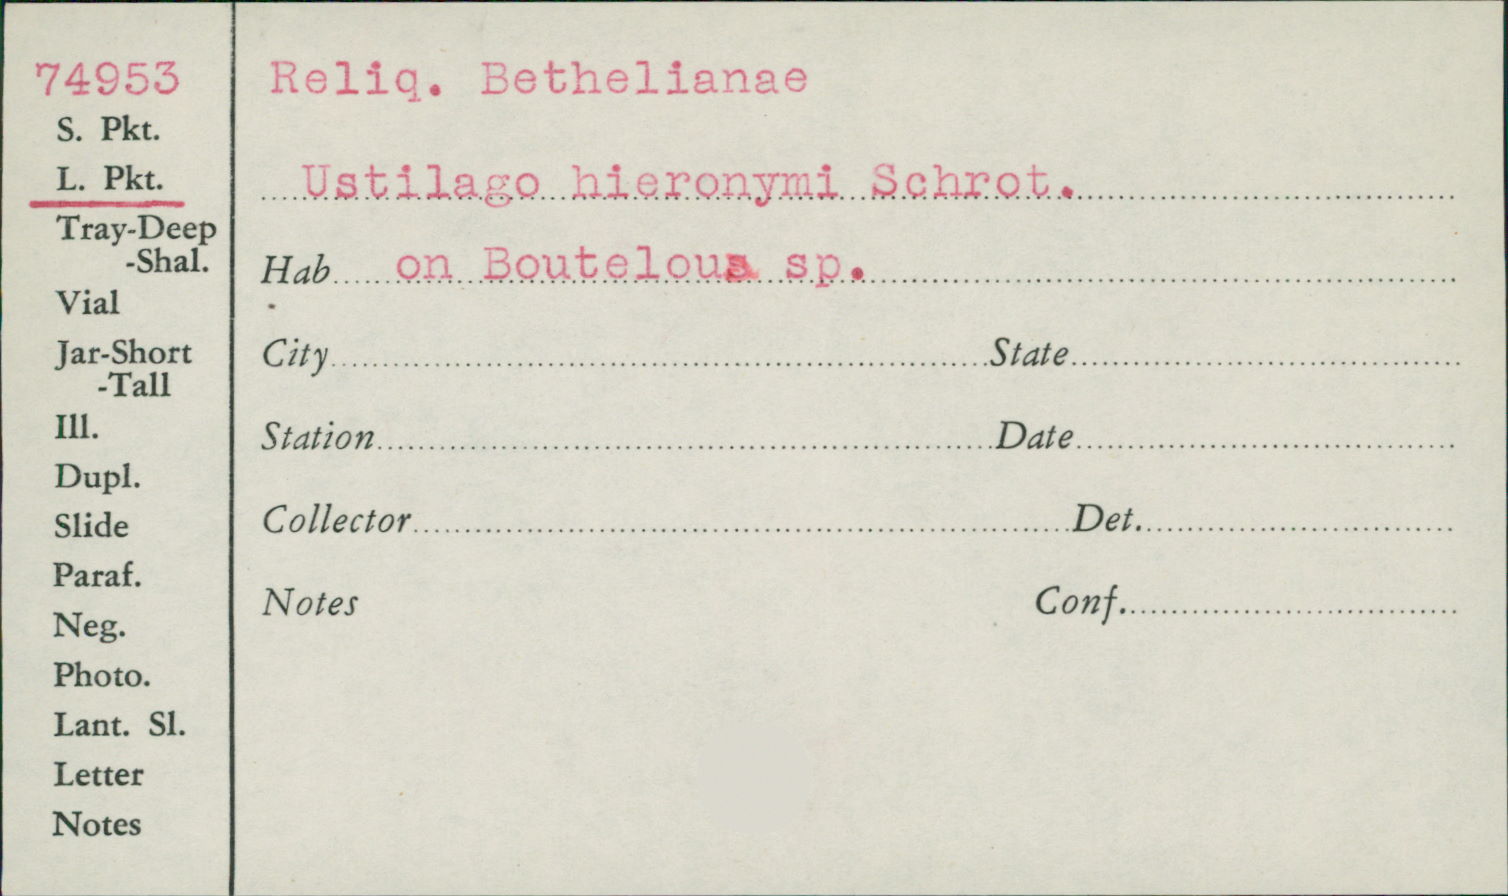 74953
Reliq. Bethelianae
S. Pkt.
L. Pkt.
Ustilago hieronymi Schrot.
Tray-Deep
-Shal.
Hab on Boutelous sp.
Vial
Jar-Short
-Tall
City State
Ill.
Station Date
Dupl.
Slide
Collector Det.
Paraf.
Notes Conf.
Neg.
Photo.
Lant. Sl.
Letter
Notes